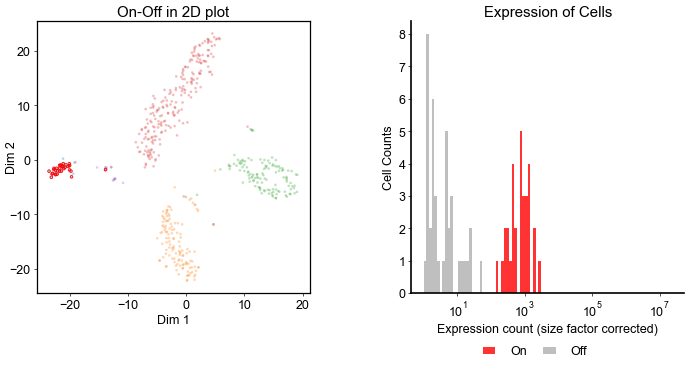 On-Off in 2D plot
20
10
0
−10
−20
Dim 2
−20 −10 0 10 20
Dim 1
Expression of Cells
8
7
6
5
4
3
2
1
0
Cell Counts
10^1 10^3 10^5 10^7
Expression count (size factor corrected)
On Off